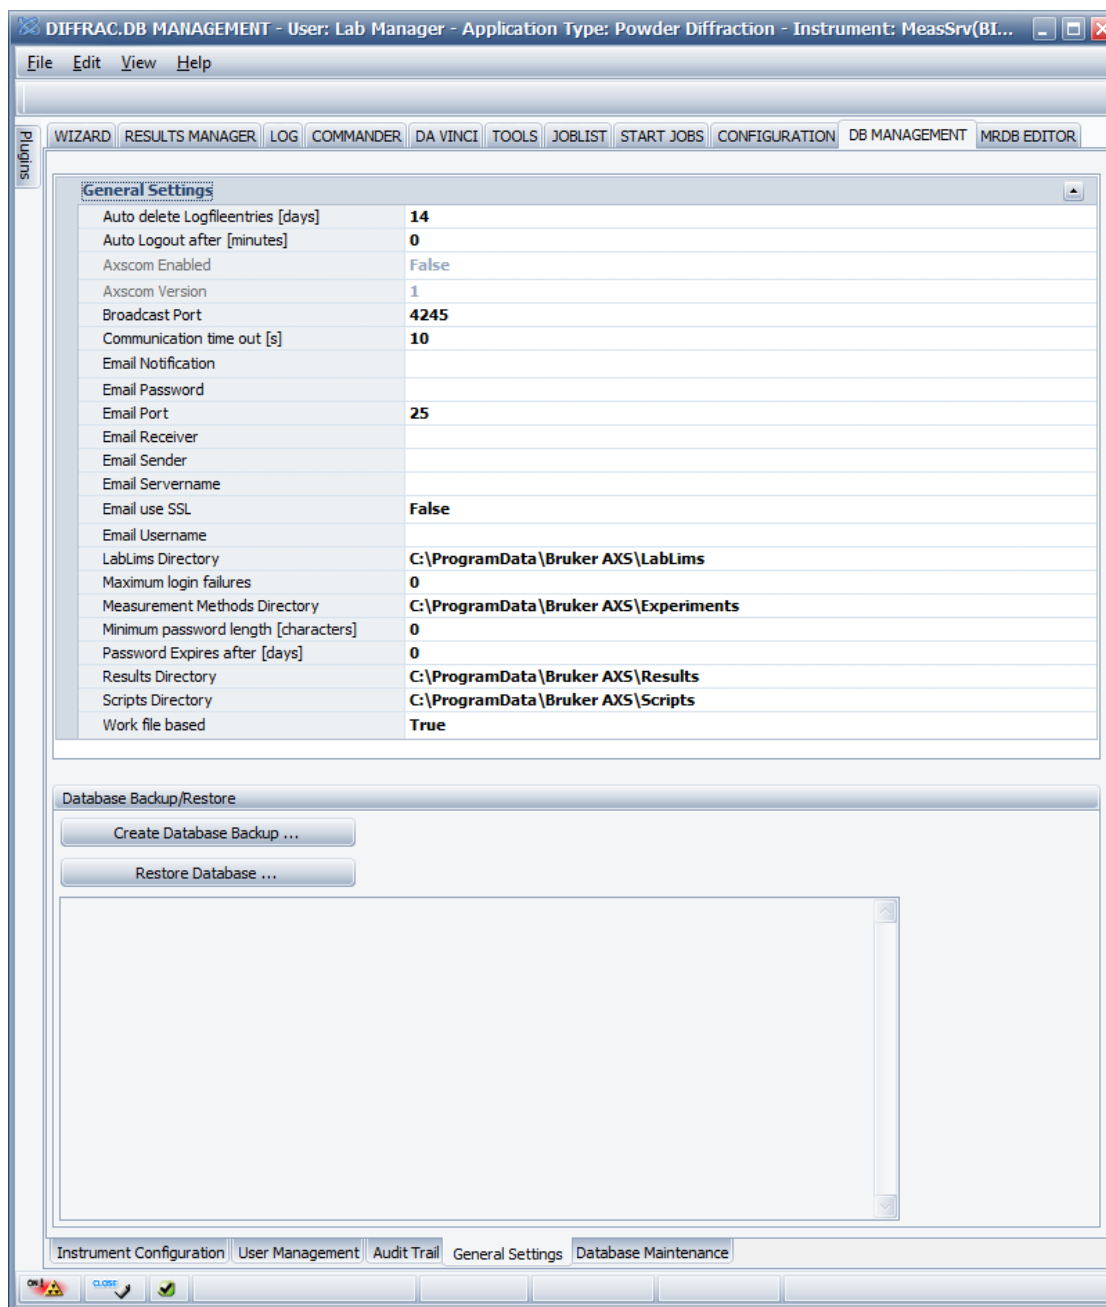 DIFFRAC.DB MANAGEMENT - User: Lab Manager - Application Type: Powder Diffraction - Instrument: MeasSrv(BI...
File Edit View Help
Plugins
WIZARD RESULTS MANAGER LOG COMMANDER DA VINCI TOOLS JOBLIST START JOBS CONFIGURATION DB MANAGEMENT MRDB EDITOR
General Settings
Auto delete Logfileentries [days] 14
Auto Logout after [minutes] 0
Axscom Enabled False
Axscom Version 1
Broadcast Port 4245
Communication time out [s] 10
Email Notification
Email Password
Email Port 25
Email Receiver
Email Sender
Email Servername
Email use SSL False
Email Username
LabLims Directory C:\ProgramData\Bruker AXS\LabLims
Maximum login failures 0
Measurement Methods Directory C:\ProgramData\Bruker AXS\Experiments
Minimum password length [characters] 0
Password Expires after [days] 0
Results Directory C:\ProgramData\Bruker AXS\Results
Scripts Directory C:\ProgramData\Bruker AXS\Scripts
Work file based True
Database Backup/Restore
Create Database Backup ...
Restore Database ...
Instrument Configuration User Management Audit Trail General Settings Database Maintenance
ON CLOSE